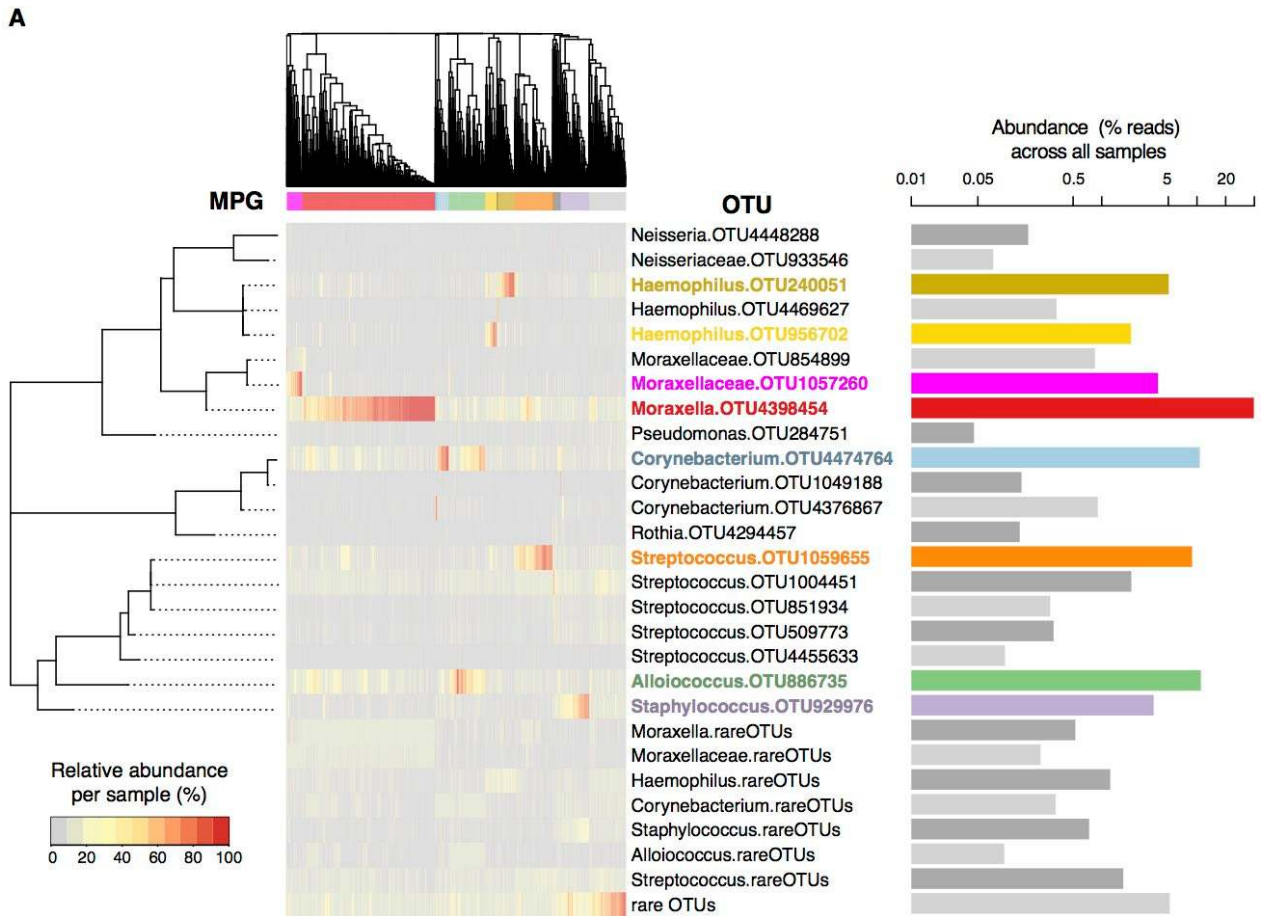 A
Abundance (% reads)
across all samples
0.01 0.05 0.5 5 20
MPG
OTU
Neisseria.OTU4448288
Neisseriaceae.OTU933546
Haemophilus.OTU240051
Haemophilus.OTU4469627
Haemophilus.OTU956702
Moraxellaceae.OTU854899
Moraxellaceae.OTU1057260
Moraxella.OTU4398454
Pseudomonas.OTU284751
Corynebacterium.OTU4474764
Corynebacterium.OTU1049188
Corynebacterium.OTU4376867
Rothia.OTU4294457
Streptococcus.OTU1059655
Streptococcus.OTU1004451
Streptococcus.OTU851934
Streptococcus.OTU509773
Streptococcus.OTU4455633
Alloiococcus.OTU886735
Staphylococcus.OTU929976
Moraxella.rareOTUs
Moraxellaceae.rareOTUs
Haemophilus.rareOTUs
Corynebacterium.rareOTUs
Staphylococcus.rareOTUs
Alloiococcus.rareOTUs
Streptococcus.rareOTUs
rare OTUs
Relative abundance
per sample (%)
0 20 40 60 80 100